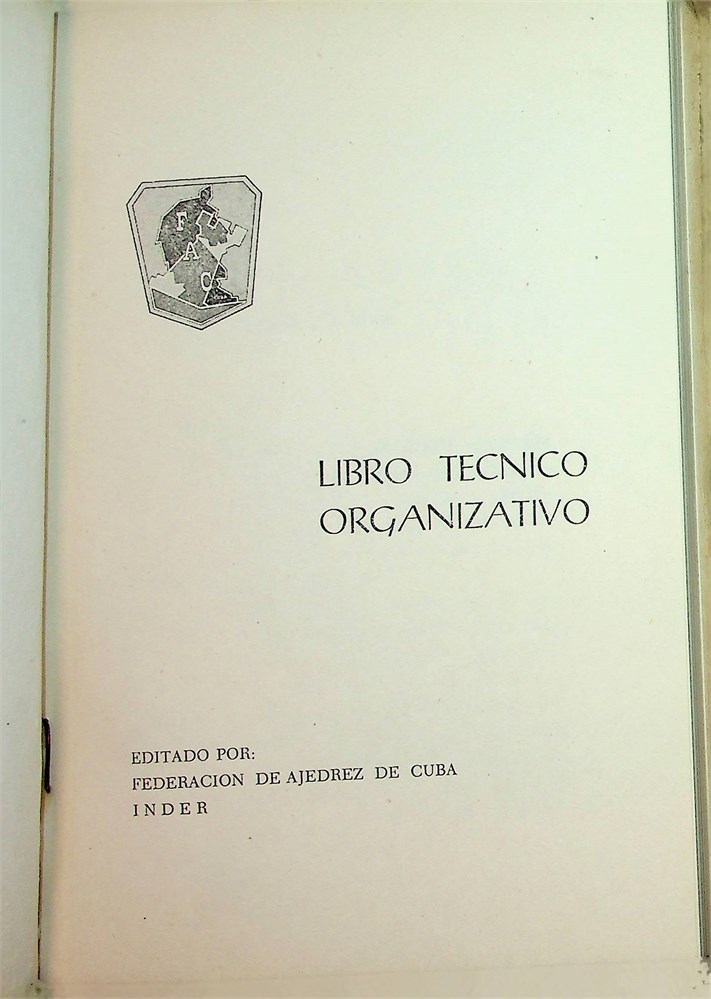 F
A
C
LIBRO TECNICO
ORGANIZATIVO
EDITADO POR:
FEDERACION DE AJEDREZ DE CUBA
INDER